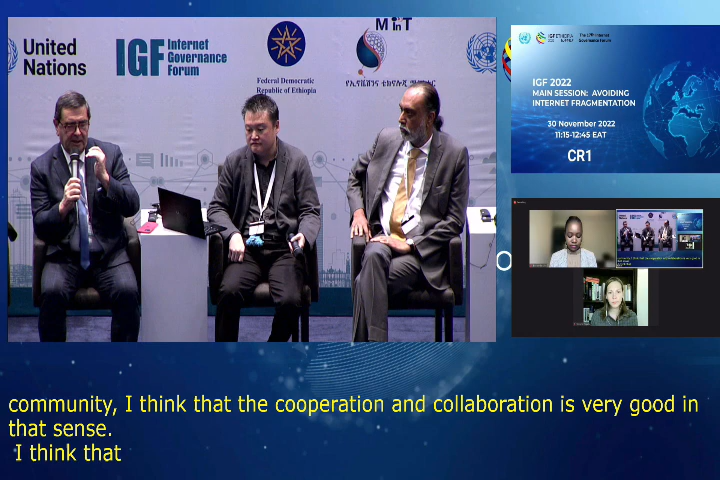 United
Nations
IGF
Internet
Governance
Forum
Federal Democratic
Republic of Ethiopia
MinT
IGF 2022
MAIN SESSION: AVOIDING
INTERNET FRAGMENTATION
30 November 2022
11:15-12:45 EAT
CR1
community, I think that the cooperation and collaboration is very good in
that sense.
I think that